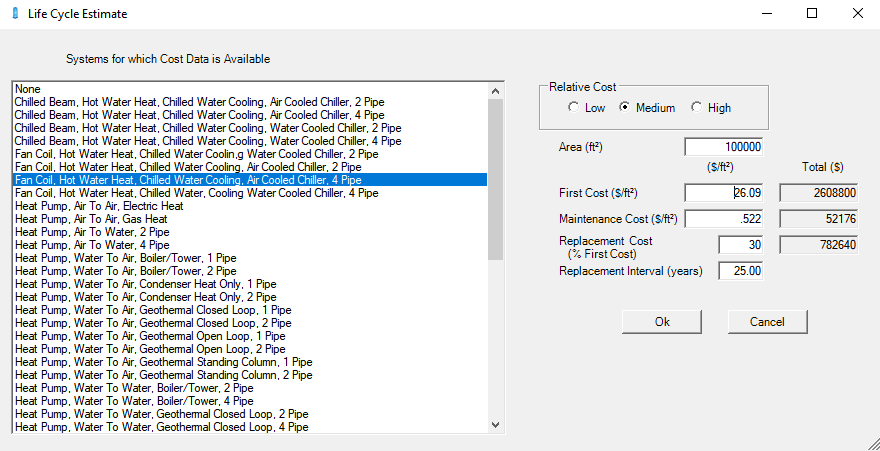 Life Cycle Estimate
Systems for which Cost Data is Available
None
Chilled Beam, Hot Water Heat, Chilled Water Cooling, Air Cooled Chiller, 2 Pipe
Chilled Beam, Hot Water Heat, Chilled Water Cooling, Air Cooled Chiller, 4 Pipe
Chilled Beam, Hot Water Heat, Chilled Water Cooling, Water Cooled Chiller, 2 Pipe
Chilled Beam, Hot Water Heat, Chilled Water Cooling, Water Cooled Chiller, 4 Pipe
Fan Coil, Hot Water Heat, Chilled Water Coolin,g Water Cooled Chiller, 2 Pipe
Fan Coil, Hot Water Heat, Chilled Water Cooling, Air Cooled Chiller, 2 Pipe
Fan Coil, Hot Water Heat, Chilled Water Cooling, Air Cooled Chiller, 4 Pipe
Fan Coil, Hot Water Heat, Chilled Water, Cooling Water Cooled Chiller, 4 Pipe
Heat Pump, Air To Air, Electric Heat
Heat Pump, Air To Air, Gas Heat
Heat Pump, Air To Water, 2 Pipe
Heat Pump, Air To Water, 4 Pipe
Heat Pump, Water To Air, Boiler/Tower, 1 Pipe
Heat Pump, Water To Air, Boiler/Tower, 2 Pipe
Heat Pump, Water To Air, Condenser Heat Only, 1 Pipe
Heat Pump, Water To Air, Condenser Heat Only, 2 Pipe
Heat Pump, Water To Air, Geothermal Closed Loop, 1 Pipe
Heat Pump, Water To Air, Geothermal Closed Loop, 2 Pipe
Heat Pump, Water To Air, Geothermal Open Loop, 1 Pipe
Heat Pump, Water To Air, Geothermal Open Loop, 2 Pipe
Heat Pump, Water To Air, Geothermal Standing Column, 1 Pipe
Heat Pump, Water To Air, Geothermal Standing Column, 2 Pipe
Heat Pump, Water To Water, Boiler/Tower, 2 Pipe
Heat Pump, Water To Water, Boiler/Tower, 4 Pipe
Heat Pump, Water To Water, Geothermal Closed Loop, 2 Pipe
Heat Pump, Water To Water, Geothermal Closed Loop, 4 Pipe
Relative Cost
Low Medium High
Area (ft²) 100000
($/ft²) Total ($)
First Cost ($/ft²) 26.09 2608800
Maintenance Cost ($/ft²) .522 52176
Replacement Cost 30 782640
(% First Cost)
Replacement Interval (years) 25.00
Ok Cancel